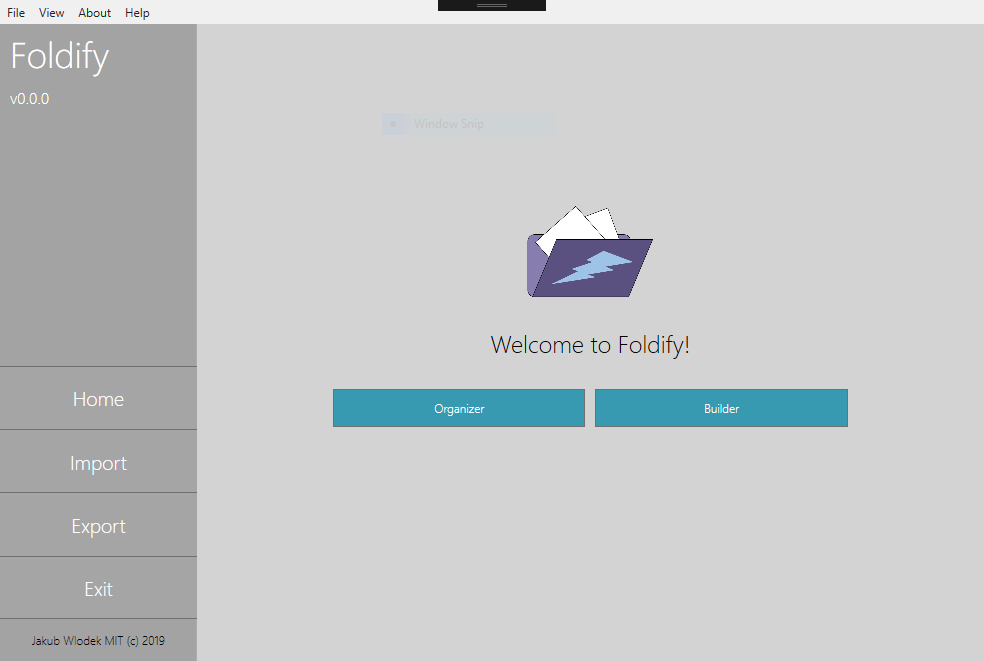 File View About Help
Foldify
v0.0.0
Window Snip
Welcome to Foldify!
Organizer Builder
Home
Import
Export
Exit
Jakub Wlodek MIT (c) 2019